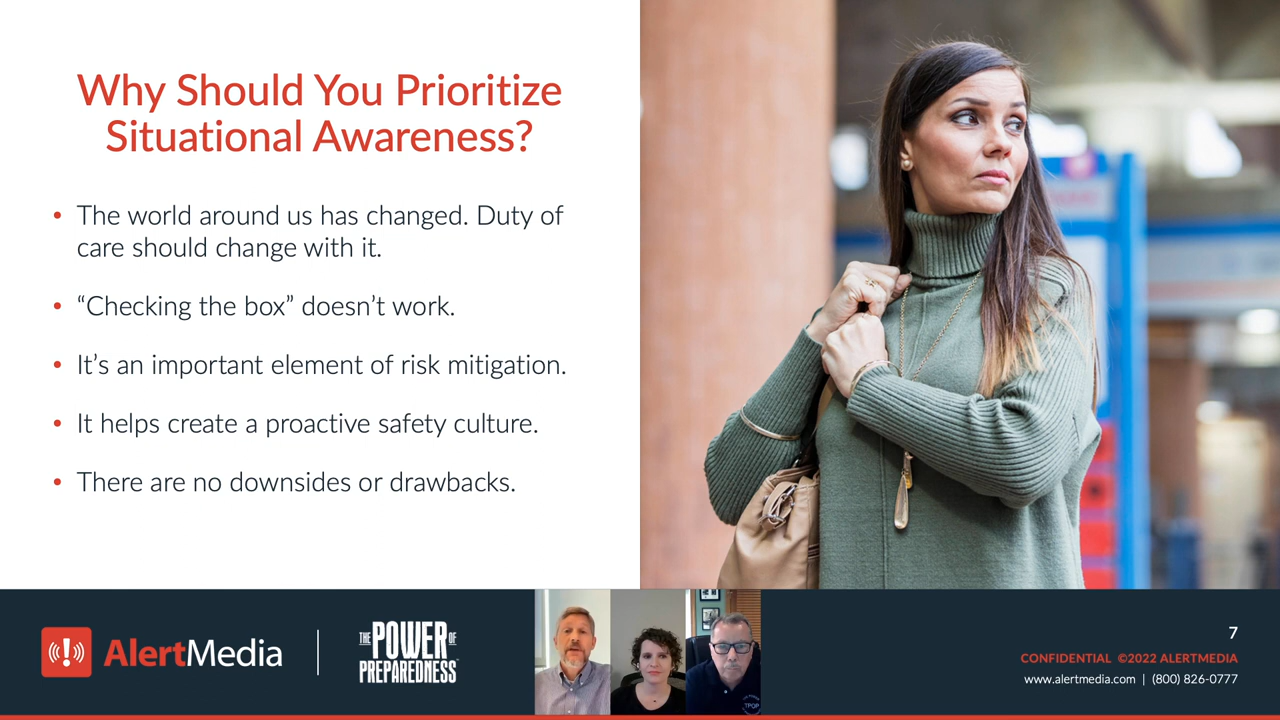 Why Should You Prioritize
Situational Awareness?
• The world around us has changed. Duty of
care should change with it.
• “Checking the box” doesn’t work.
• It’s an important element of risk mitigation.
• It helps create a proactive safety culture.
• There are no downsides or drawbacks.
AlertMedia
THE POWER OF
PREPAREDNESS
TPOP
7
CONFIDENTIAL ©2022 ALERTMEDIA
www.alertmedia.com | (800) 826-0777